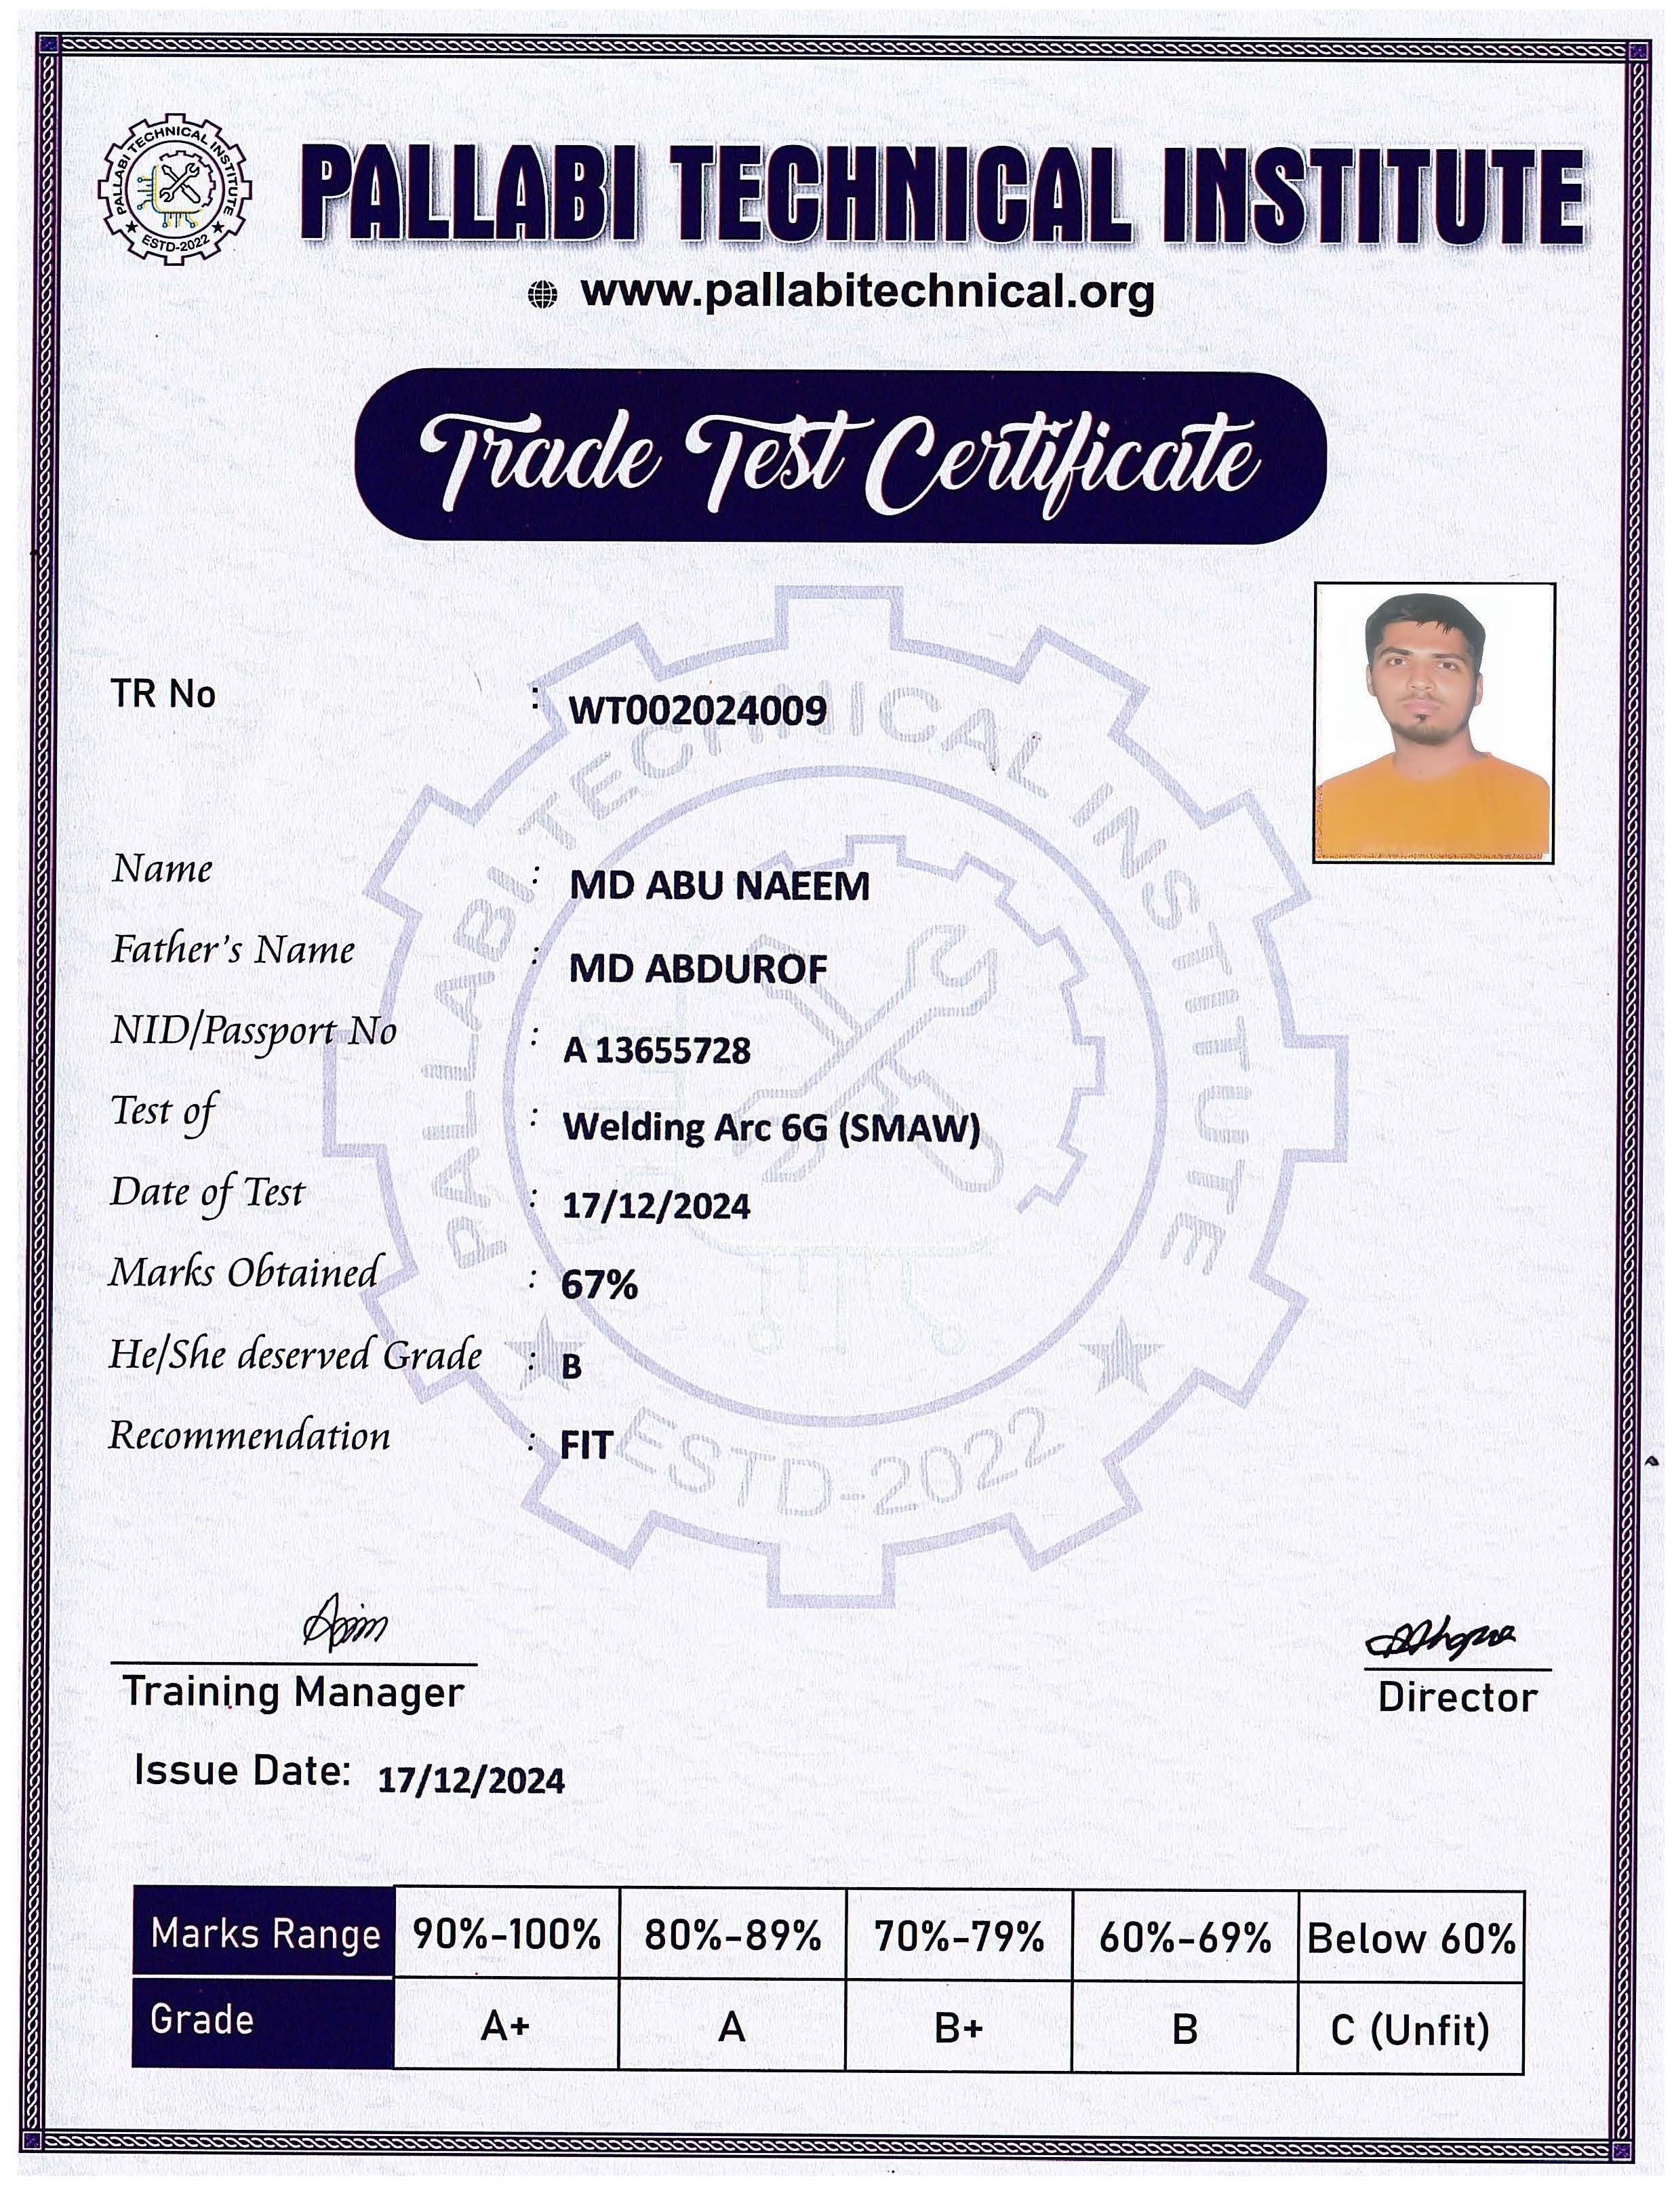 PALLABI TECHNICAL INSTITUTE
ESTD-2022
PALLABI TECHNICAL INSTITUTE
www.pallabitechnical.org
Trade Test Certificate
TR No : WT002024009
Name : MD ABU NAEEM
Father's Name : MD ABDUROF
NID/Passport No : A 13655728
Test of : Welding Arc 6G (SMAW)
Date of Test : 17/12/2024
Marks Obtained : 67%
He/She deserved Grade : B
Recommendation : FIT
PALLABI TECHNICAL INSTITUTE
ESTD-2022
Training Manager
Director
Issue Date: 17/12/2024
Marks Range 90%-100% 80%-89% 70%-79% 60%-69% Below 60%
Grade A+ A B+ B C (Unfit)